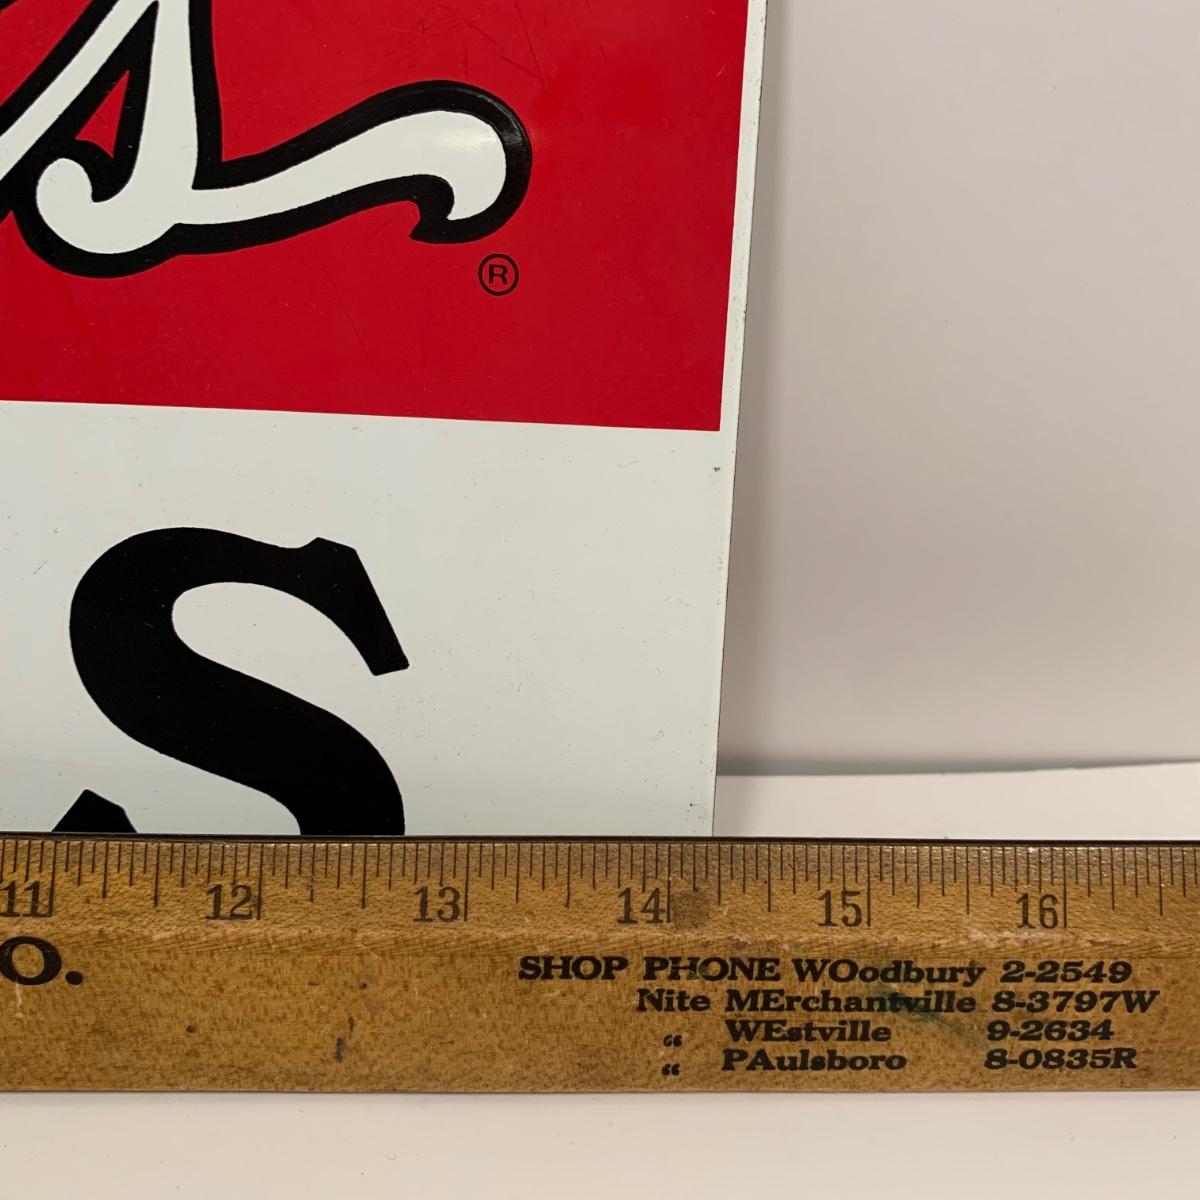 s
®
S
11 12 13 14 15 16
O.
SHOP PHONE WOodbury 2-2549
Nite MErchantville 8-3797W
“ WEstville 9-2634
“ PAulsboro 8-0835R